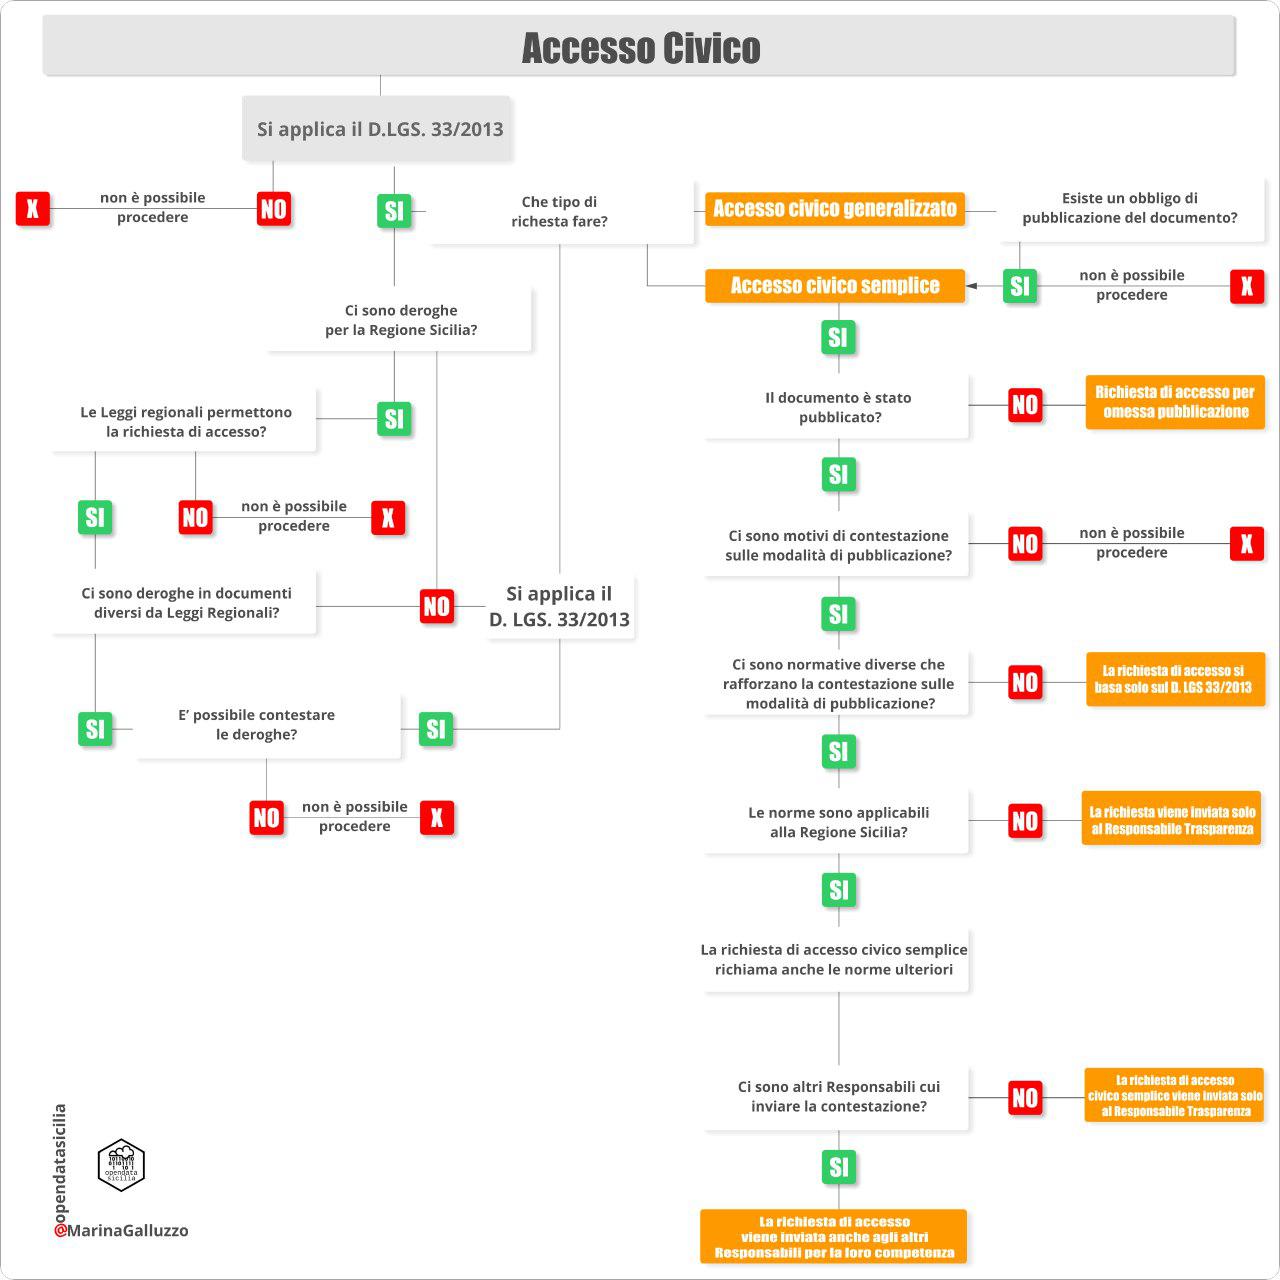 Accesso Civico
Si applica il D.LGS. 33/2013
X
non è possibile
procedere
NO
SI
Che tipo di
richesta fare?
Accesso civico generalizzato
Esiste un obbligo di
pubblicazione del documento?
Accesso civico semplice
SI
non è possibile
procedere
X
Ci sono deroghe
per la Regione Sicilia?
SI
Le Leggi regionali permettono
la richiesta di accesso?
SI
SI
NO
non è possibile
procedere
X
Ci sono deroghe in documenti
diversi da Leggi Regionali?
NO
Si applica il
D. LGS. 33/2013
SI
E' possibile contestare
le deroghe?
SI
NO
non è possibile
procedere
X
Il documento è stato
pubblicato?
NO
Richiesta di accesso per
omessa pubblicazione
SI
Ci sono motivi di contestazione
sulle modalità di pubblicazione?
NO
non è possibile
procedere
X
SI
Ci sono normative diverse che
rafforzano la contestazione sulle
modalità di pubblicazione?
NO
La richiesta di accesso si
basa solo sul D. LGS 33/2013
SI
Le norme sono applicabili
alla Regione Sicilia?
NO
La richiesta viene inviata solo
al Responsabile Trasparenza
SI
La richiesta di accesso civico semplice
richiama anche le norme ulteriori
Ci sono altri Responsabili cui
inviare la contestazione?
NO
La richiesta di accesso
civico semplice viene inviata solo
al Responsabile Trasparenza
SI
La richiesta di accesso
viene inviata anche agli altri
Responsabili per la loro competenza
@opendatasicilia
opendata
sicilia
@MarinaGalluzzo